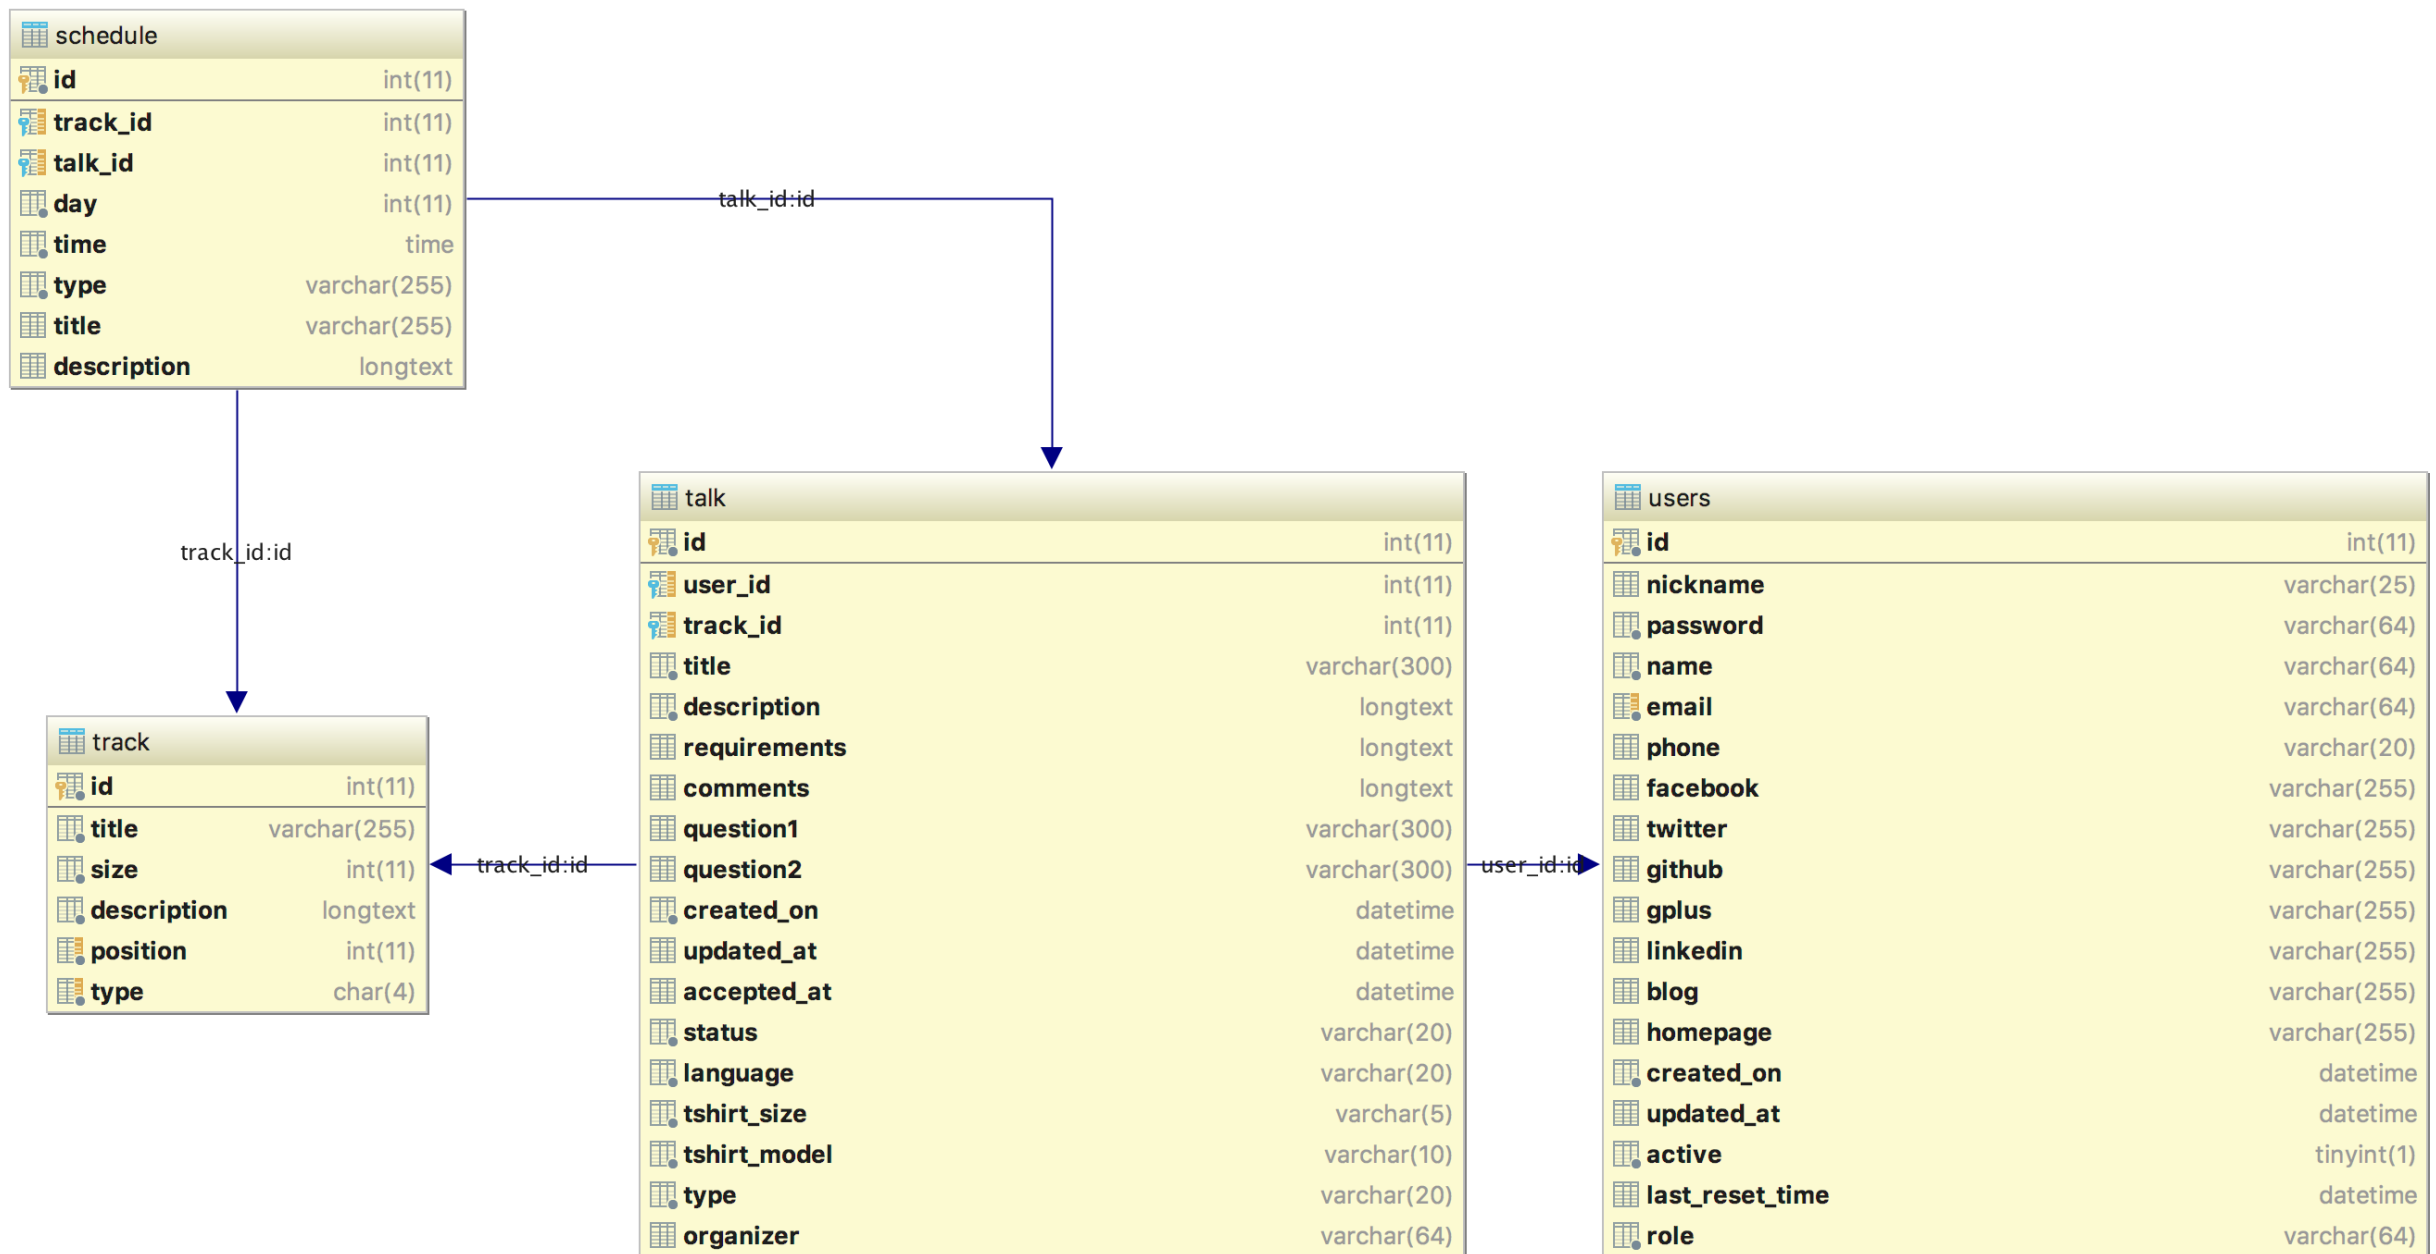 schedule
id int(11)
track_id int(11)
talk_id int(11)
day int(11)
time time
type varchar(255)
title varchar(255)
description longtext
talk_id:id
track_id:id
track
id int(11)
title varchar(255)
size int(11)
description longtext
position int(11)
type char(4)
track_id:id
talk
id int(11)
user_id int(11)
track_id int(11)
title varchar(300)
description longtext
requirements longtext
comments longtext
question1 varchar(300)
question2 varchar(300)
created_on datetime
updated_at datetime
accepted_at datetime
status varchar(20)
language varchar(20)
tshirt_size varchar(5)
tshirt_model varchar(10)
type varchar(20)
organizer varchar(64)
user_id:id
users
id int(11)
nickname varchar(25)
password varchar(64)
name varchar(64)
email varchar(64)
phone varchar(20)
facebook varchar(255)
twitter varchar(255)
github varchar(255)
gplus varchar(255)
linkedin varchar(255)
blog varchar(255)
homepage varchar(255)
created_on datetime
updated_at datetime
active tinyint(1)
last_reset_time datetime
role varchar(64)